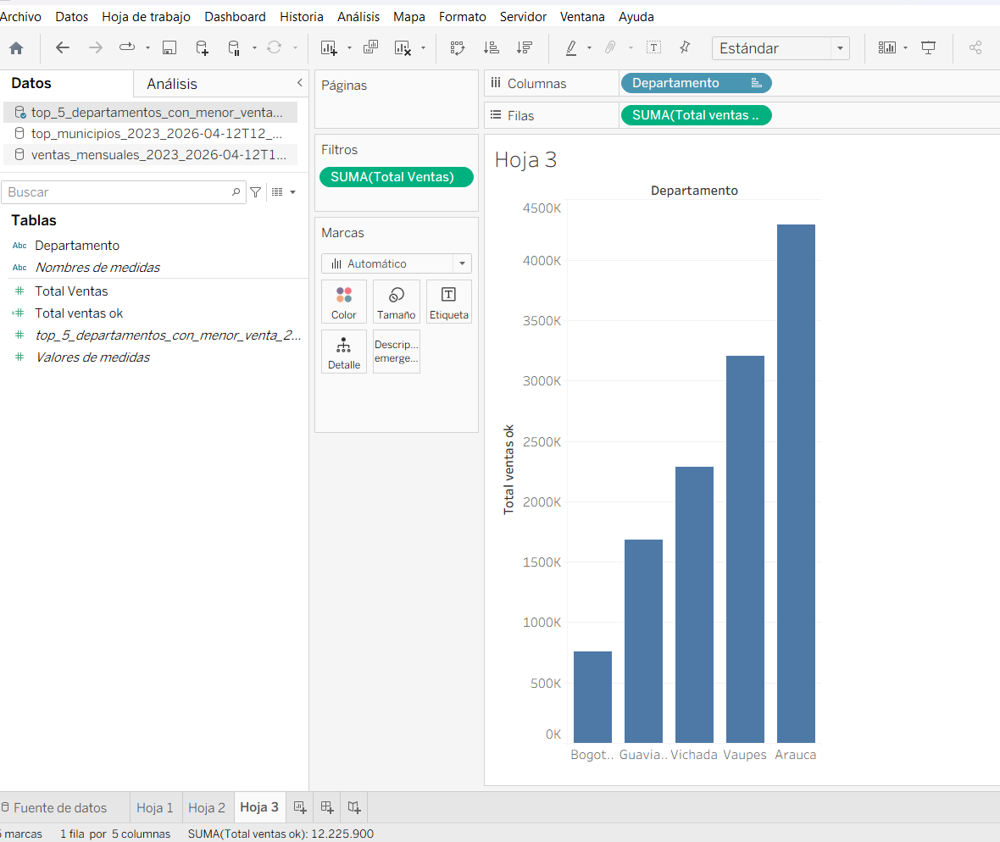 Archivo Datos Hoja de trabajo Dashboard Historia Análisis Mapa Formato Servidor Ventana Ayuda
Estándar
Datos
Análisis
top_5_departamentos_con_menor_venta...
top_municipios_2023_2026-04-12T12_...
ventas_mensuales_2023_2026-04-12T1...
Buscar
Tablas
Abc Departamento
Abc Nombres de medidas
# Total Ventas
=# Total ventas ok
# top_5_departamentos_con_menor_venta_2...
# Valores de medidas
Páginas
Filtros
SUMA(Total Ventas)
Marcas
Automático
Color
Tamaño
T
Etiqueta
Detalle
Descrip...
emerge...
Columnas
Departamento
Filas
SUMA(Total ventas ..
Hoja 3
Departamento
4500K
4000K
3500K
3000K
2500K
2000K
1500K
1000K
500K
0K
Total ventas ok
Bogot.. Guavia.. Vichada Vaupes Arauca
Fuente de datos
Hoja 1
Hoja 2
Hoja 3
marcas 1 fila por 5 columnas SUMA(Total ventas ok): 12.225.900